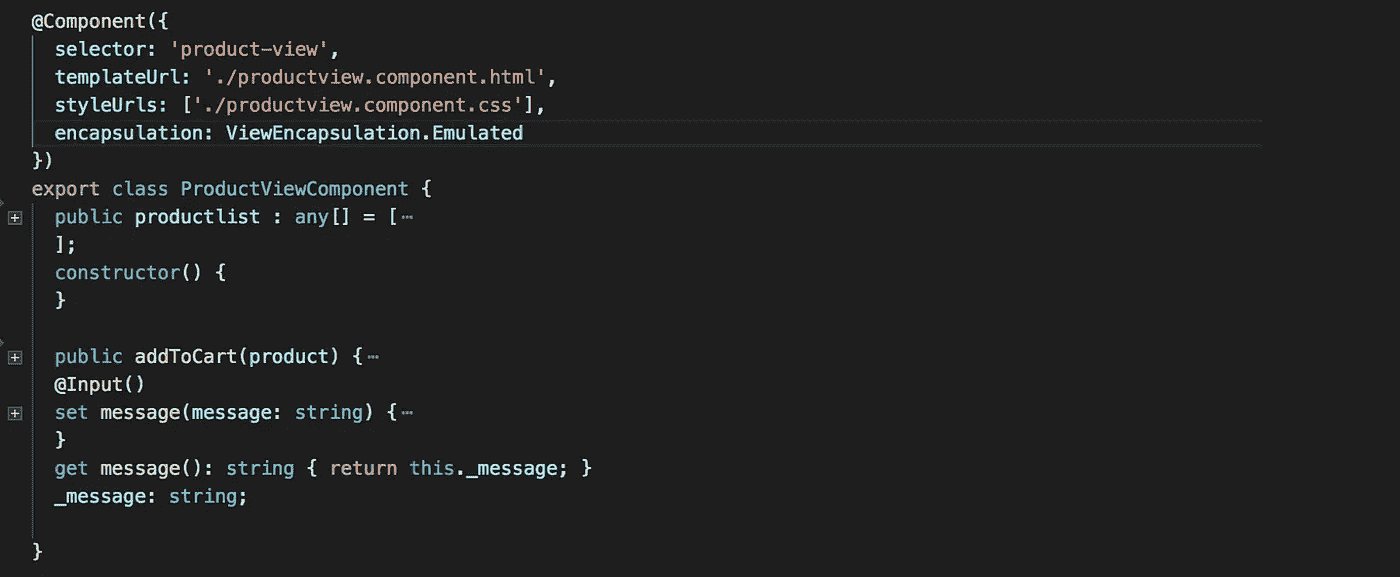 @Component({
  selector: 'product-view',
  templateUrl: './productview.component.html',
  styleUrls: ['./productview.component.css'],
  encapsulation: ViewEncapsulation.Emulated
})
export class ProductViewComponent {
  public productlist : any[] = [⋯
  ];
  constructor() {
  }
  public addToCart(product) {⋯
  @Input()
  set message(message: string) {⋯
  }
  get message(): string { return this._message; }
  _message: string;
}